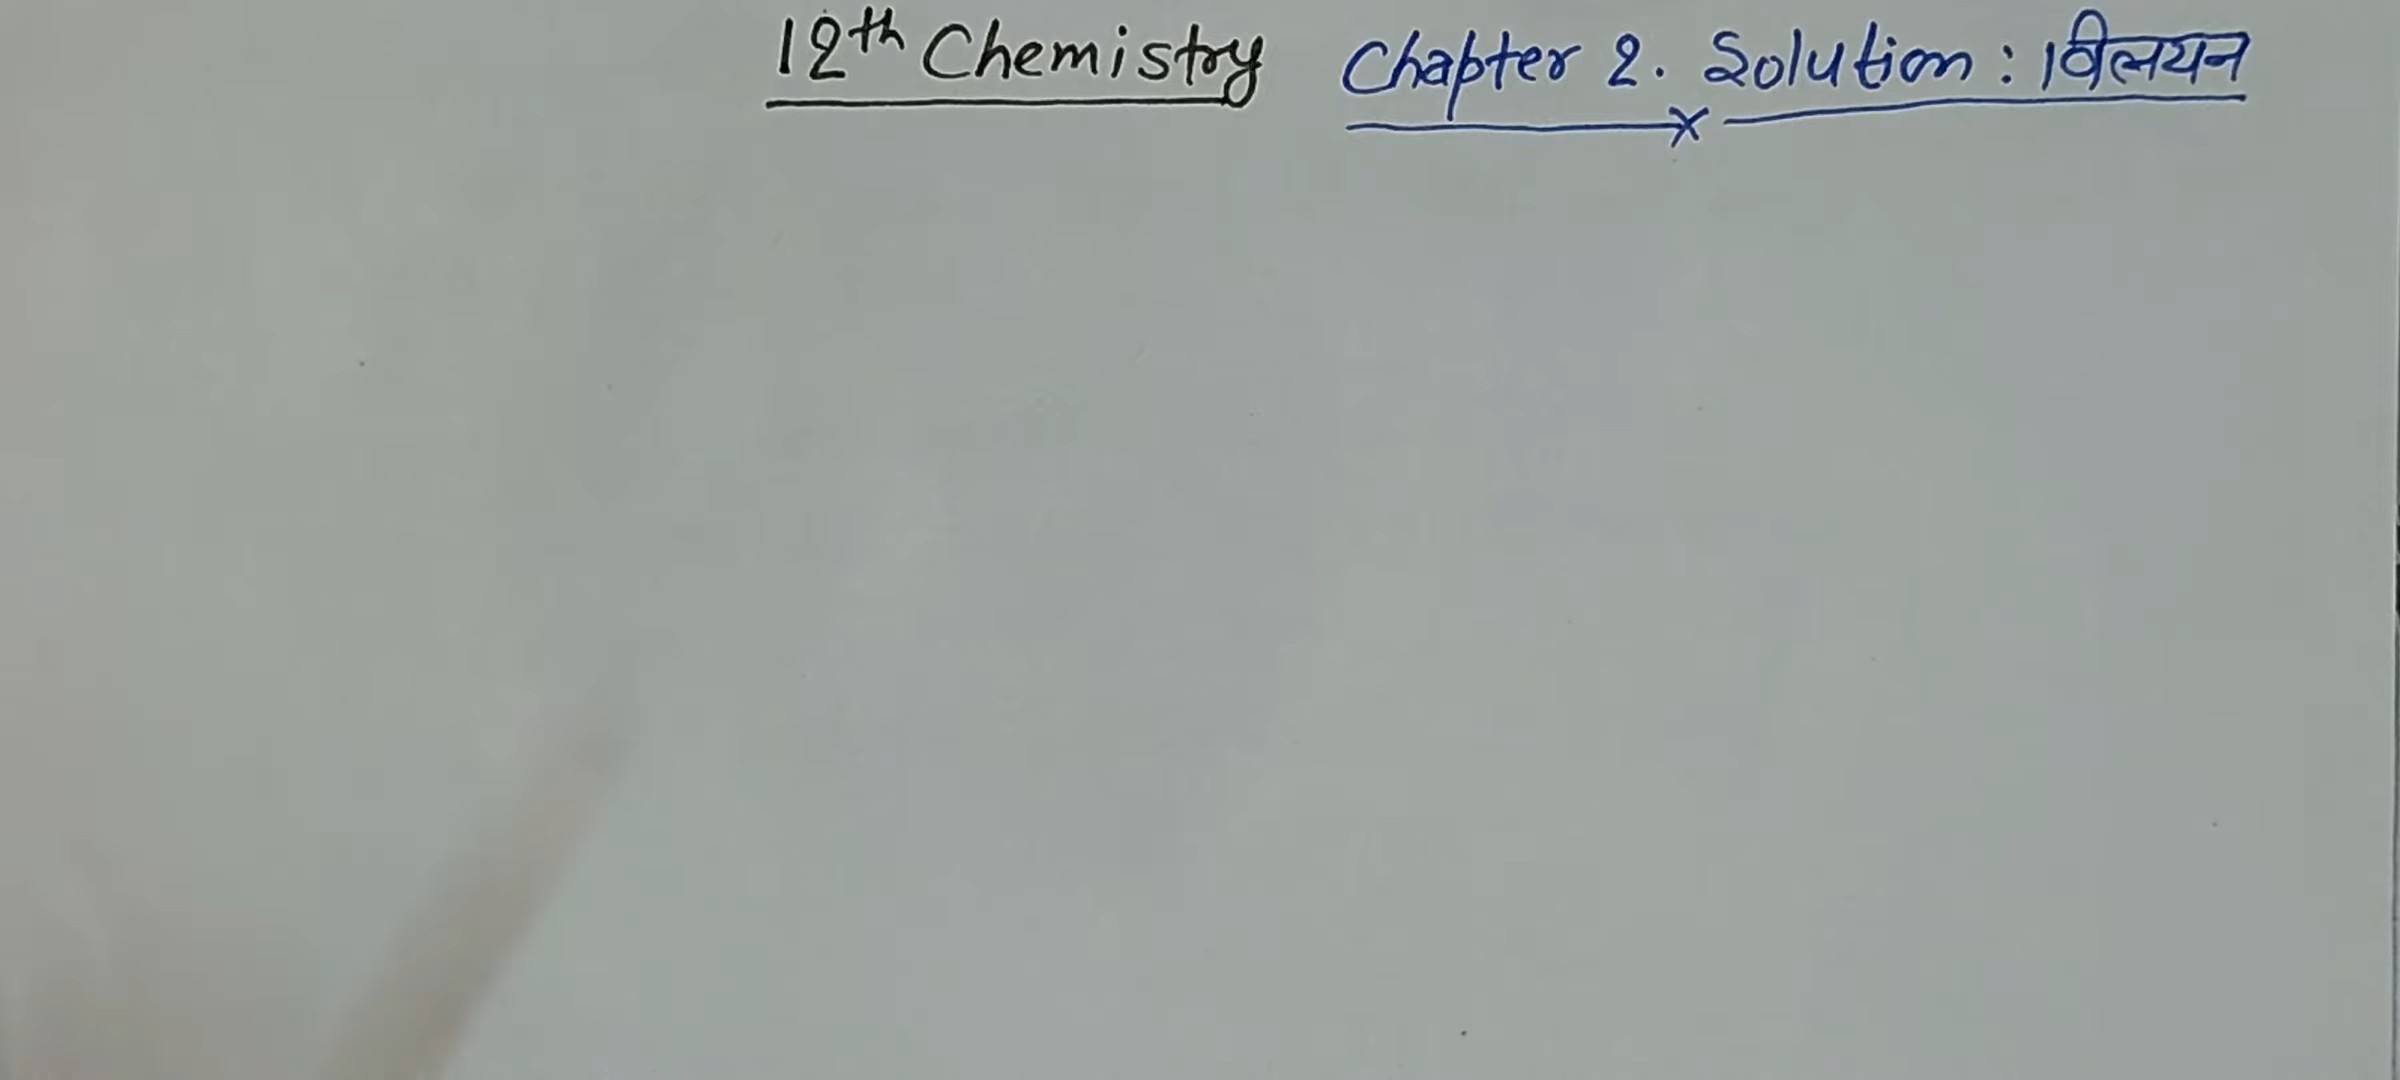 12th Chemistry Chapter 2. Solution : विलयन